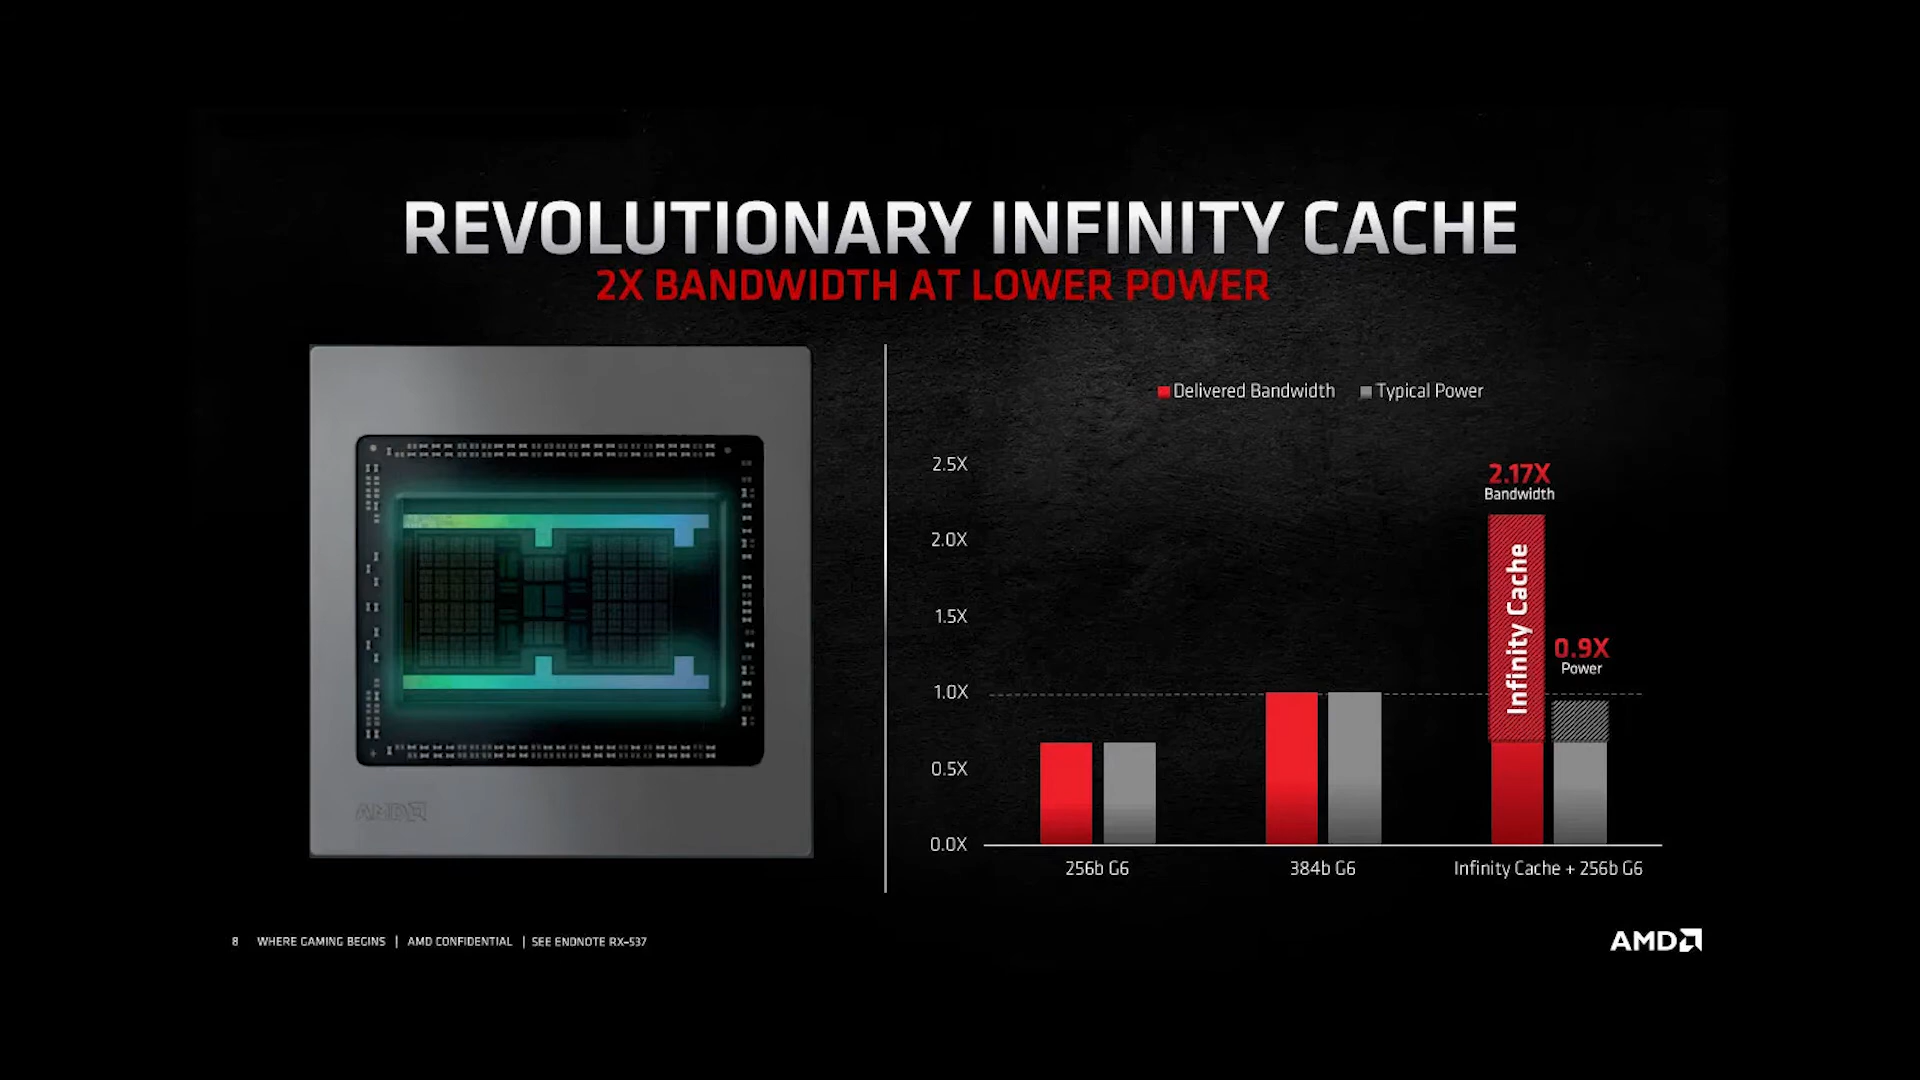 REVOLUTIONARY INFINITY CACHE
2X BANDWIDTH AT LOWER POWER
AMD
Delivered Bandwidth
Typical Power
2.5X
2.0X
1.5X
1.0X
0.5X
0.0X
2.17X
Bandwidth
Infinity Cache
0.9X
Power
256b G6
384b G6
Infinity Cache + 256b G6
8 WHERE GAMING BEGINS | AMD CONFIDENTIAL | SEE ENDNOTE RX-537
AMD